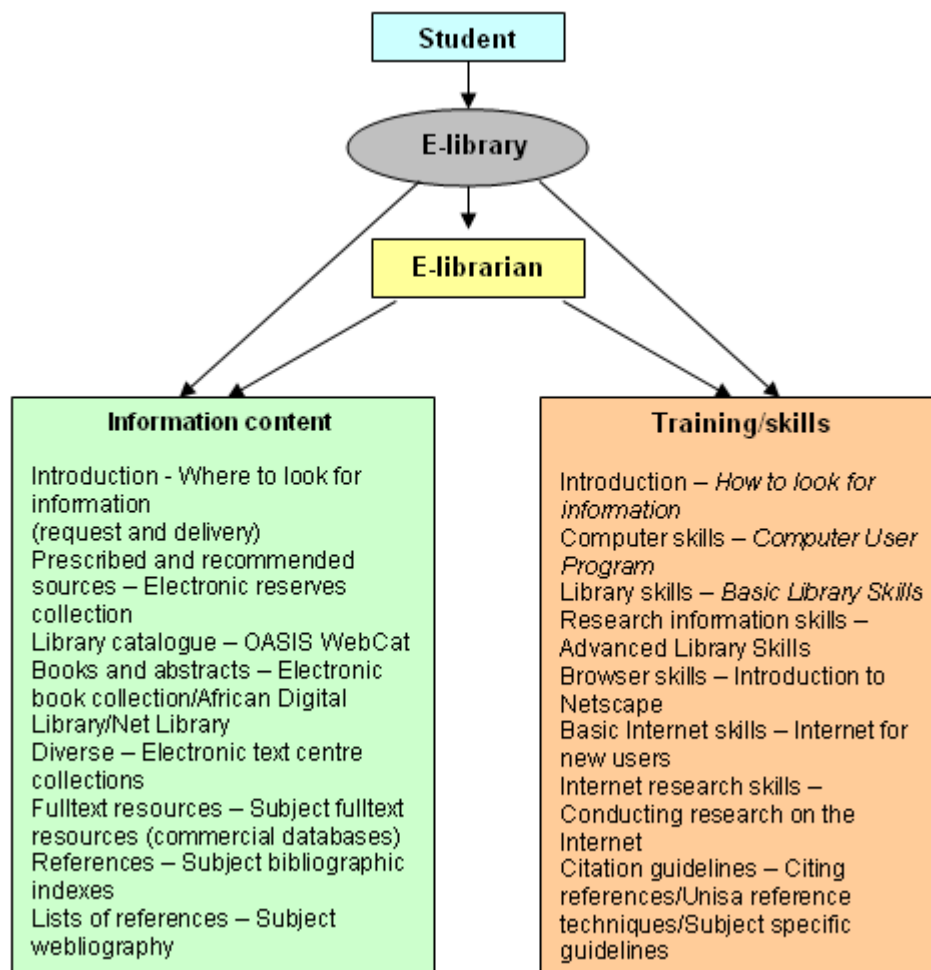 Student
E-library
E-librarian
Information content
Introduction - Where to look for
information
(request and delivery)
Prescribed and recommended
sources – Electronic reserves
collection
Library catalogue – OASIS WebCat
Books and abstracts – Electronic
book collection/African Digital
Library/Net Library
Diverse – Electronic text centre
collections
Fulltext resources – Subject fulltext
resources (commercial databases)
References – Subject bibliographic
indexes
Lists of references – Subject
webliography
Training/skills
Introduction – How to look for
information
Computer skills – Computer User
Program
Library skills – Basic Library Skills
Research information skills –
Advanced Library Skills
Browser skills – Introduction to
Netscape
Basic Internet skills – Internet for
new users
Internet research skills –
Conducting research on the
Internet
Citation guidelines – Citing
references/Unisa reference
techniques/Subject specific
guidelines